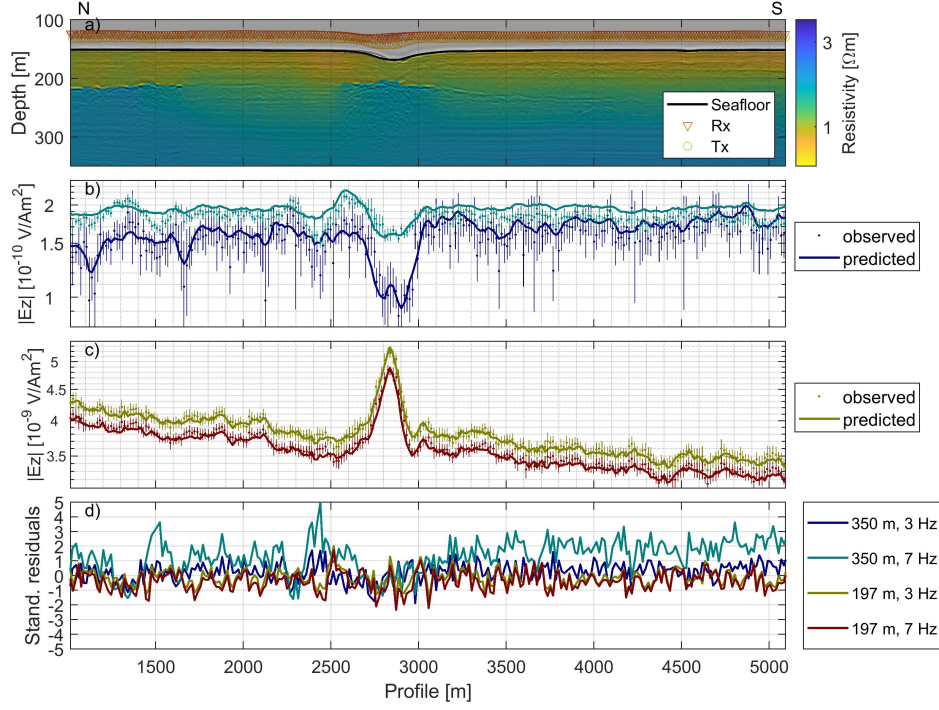 N
S
a)
100
200
300
Depth [m]
Seafloor
Rx
Tx
3
1
Resistivity [Ωm]
b)
2
1.5
1
|Ez| [10⁻¹⁰ V/Am²]
observed
predicted
c)
5
4.5
4
3.5
|Ez| [10⁻⁹ V/Am²]
observed
predicted
d)
5
4
3
2
1
0
-1
-2
-3
-4
-5
Stand. residuals
350 m, 3 Hz
350 m, 7 Hz
197 m, 3 Hz
197 m, 7 Hz
1500
2000
2500
3000
3500
4000
4500
5000
Profile [m]